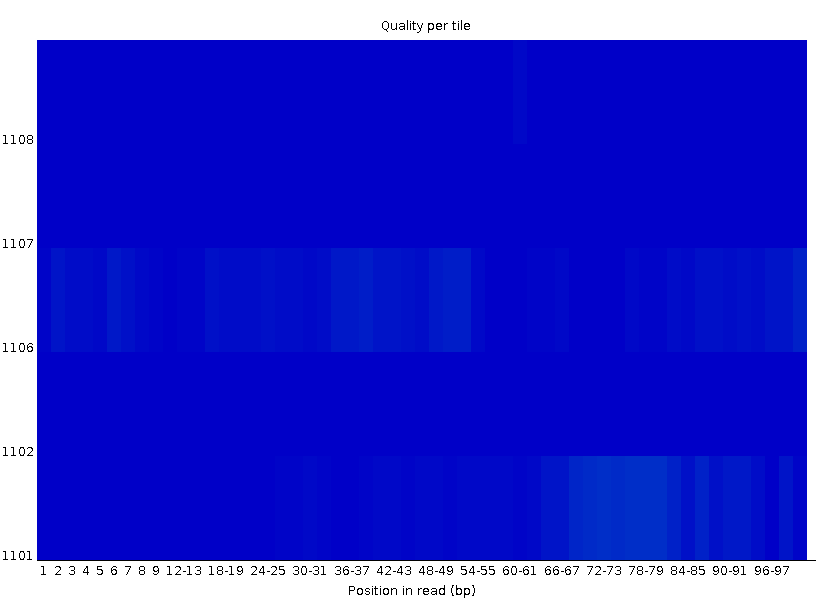 Quality per tile
1108
1107
1106
1102
1101
1 2 3 4 5 6 7 8 9 12-13 18-19 24-25 30-31 36-37 42-43 48-49 54-55 60-61 66-67 72-73 78-79 84-85 90-91 96-97
Position in read (bp)